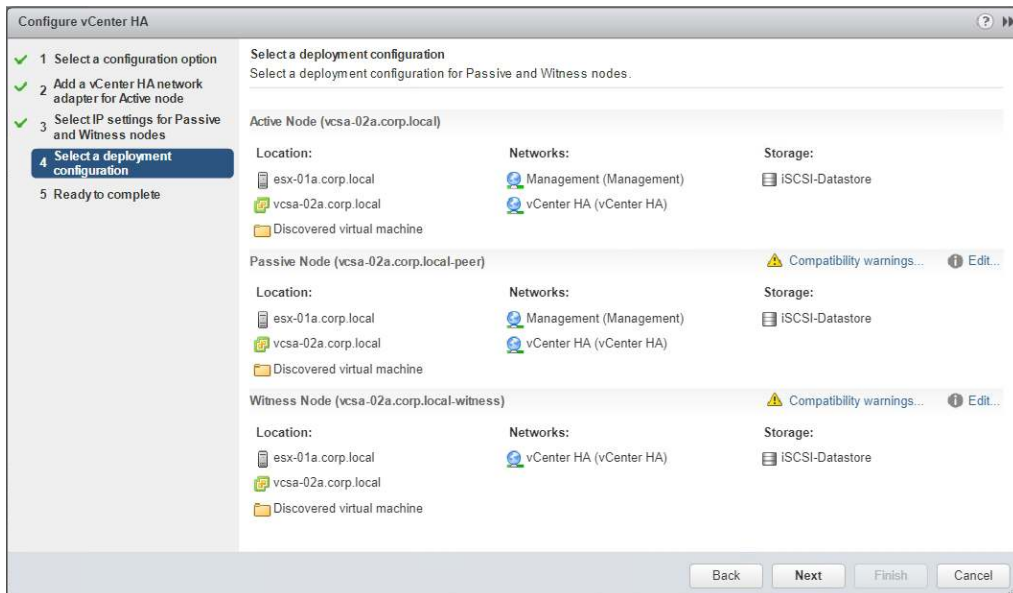 Configure vCenter HA
?
1 Select a configuration option
2 Add a vCenter HA network
adapter for Active node
3 Select IP settings for Passive
and Witness nodes
4 Select a deployment
configuration
5 Ready to complete
Select a deployment configuration
Select a deployment configuration for Passive and Witness nodes.
Active Node (vcsa-02a.corp.local)
Location: Networks: Storage:
esx-01a.corp.local Management (Management) iSCSI-Datastore
vcsa-02a.corp.local vCenter HA (vCenter HA)
Discovered virtual machine
Passive Node (vcsa-02a.corp.local-peer) Compatibility warnings... Edit...
Location: Networks: Storage:
esx-01a.corp.local Management (Management) iSCSI-Datastore
vcsa-02a.corp.local vCenter HA (vCenter HA)
Discovered virtual machine
Witness Node (vcsa-02a.corp.local-witness) Compatibility warnings... Edit...
Location: Networks: Storage:
esx-01a.corp.local vCenter HA (vCenter HA) iSCSI-Datastore
vcsa-02a.corp.local
Discovered virtual machine
Back Next Finish Cancel